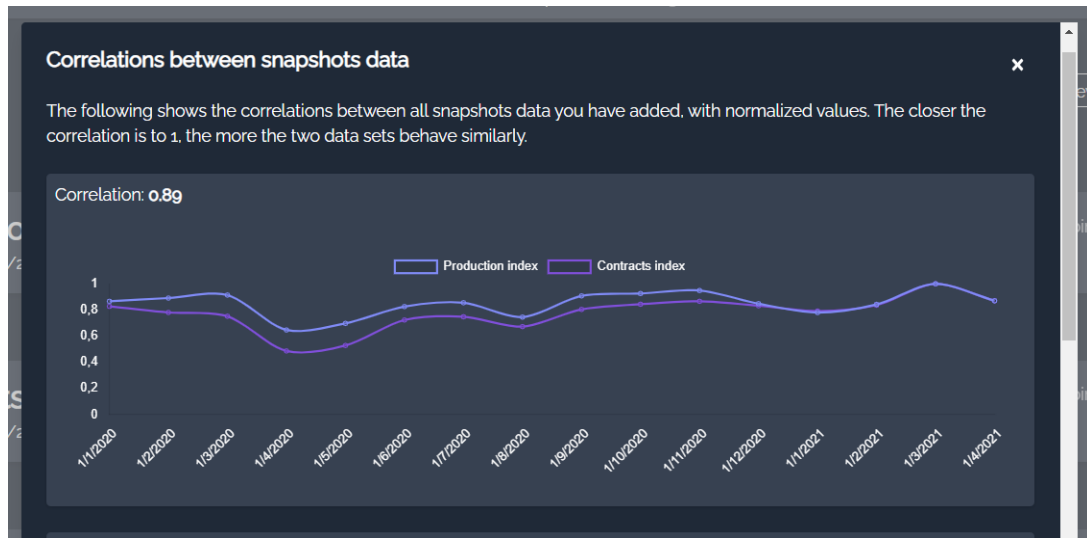 Correlations between snapshots data
×
The following shows the correlations between all snapshots data you have added, with normalized values. The closer the
correlation is to 1, the more the two data sets behave similarly.
Correlation: 0.89
Production index Contracts index
1
0,8
0,6
0,4
0,2
0
1/1/2020 1/2/2020 1/3/2020 1/4/2020 1/5/2020 1/6/2020 1/7/2020 1/8/2020 1/9/2020 1/10/2020 1/11/2020 1/12/2020 1/1/2021 1/2/2021 1/3/2021 1/4/2021